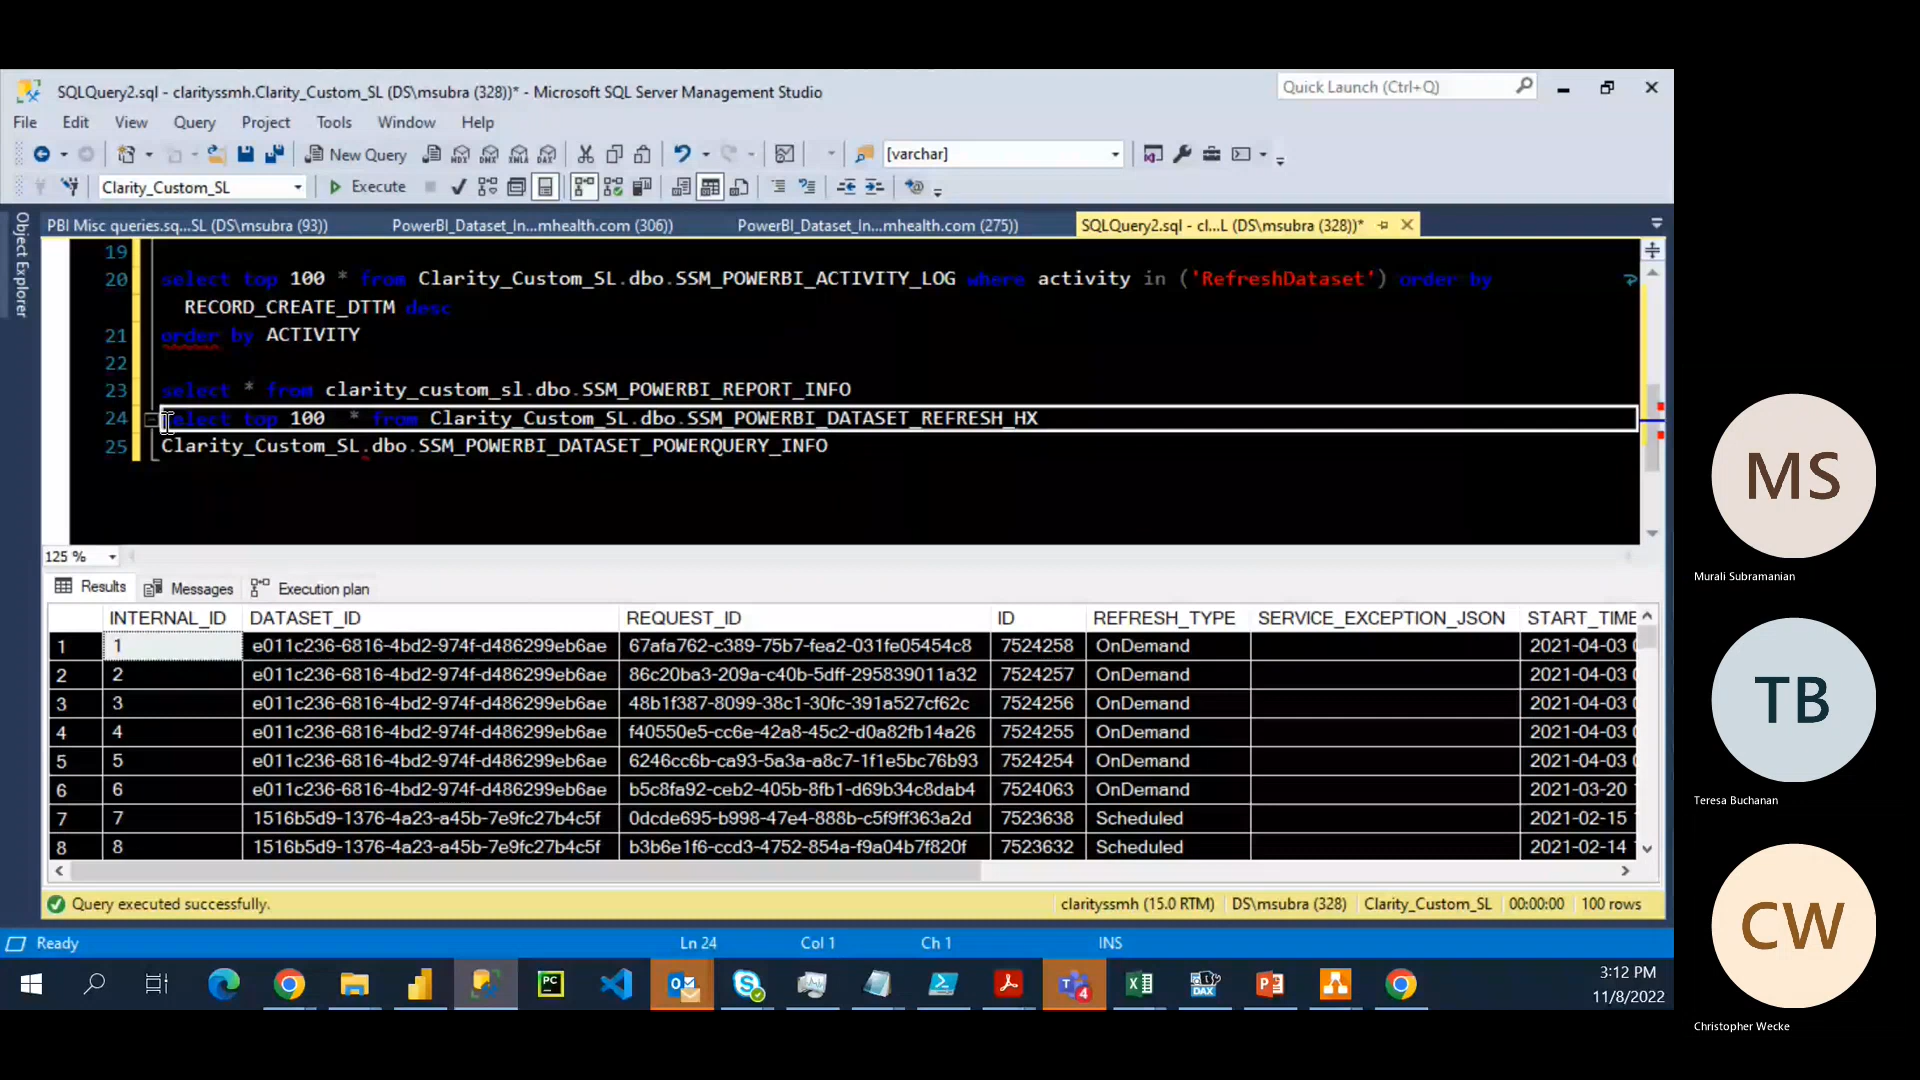 SQLQuery2.sql - clarityssmh.Clarity_Custom_SL (DS\msubra (328))* - Microsoft SQL Server Management Studio
Quick Launch (Ctrl+Q)
File Edit View Query Project Tools Window Help
New Query
[varchar]
Clarity_Custom_SL
Execute
PBI Misc queries.sq...SL (DS\msubra (93))
PowerBI_Dataset_In...mhealth.com (306))
PowerBI_Dataset_In...mhealth.com (275))
SQLQuery2.sql - cl...L (DS\msubra (328))*
Object Explorer
19
20 select top 100 * from Clarity_Custom_SL.dbo.SSM_POWERBI_ACTIVITY_LOG where activity in ('RefreshDataset') order by
RECORD_CREATE_DTTM desc
21 order by ACTIVITY
22
23 select * from clarity_custom_sl.dbo.SSM_POWERBI_REPORT_INFO
24 select top 100 * from Clarity_Custom_SL.dbo.SSM_POWERBI_DATASET_REFRESH_HX
25 Clarity_Custom_SL.dbo.SSM_POWERBI_DATASET_POWERQUERY_INFO
125 %
Results Messages Execution plan
INTERNAL_ID DATASET_ID REQUEST_ID ID REFRESH_TYPE SERVICE_EXCEPTION_JSON START_TIME
1 1 e011c236-6816-4bd2-974f-d486299eb6ae 67afa762-c389-75b7-fea2-031fe05454c8 7524258 OnDemand 2021-04-03
2 2 e011c236-6816-4bd2-974f-d486299eb6ae 86c20ba3-209a-c40b-5dff-295839011a32 7524257 OnDemand 2021-04-03
3 3 e011c236-6816-4bd2-974f-d486299eb6ae 48b1f387-8099-38c1-30fc-391a527cf62c 7524256 OnDemand 2021-04-03
4 4 e011c236-6816-4bd2-974f-d486299eb6ae f40550e5-cc6e-42a8-45c2-d0a82fb14a26 7524255 OnDemand 2021-04-03
5 5 e011c236-6816-4bd2-974f-d486299eb6ae 6246cc6b-ca93-5a3a-a8c7-1f1e5bc76b93 7524254 OnDemand 2021-04-03
6 6 e011c236-6816-4bd2-974f-d486299eb6ae b5c8fa92-ceb2-405b-8fb1-d69b34c8dab4 7524063 OnDemand 2021-03-20
7 7 1516b5d9-1376-4a23-a45b-7e9fc27b4c5f 0dcde695-b998-47e4-888b-c5f9ff363a2d 7523638 Scheduled 2021-02-15
8 8 1516b5d9-1376-4a23-a45b-7e9fc27b4c5f b3b6e1f6-ccd3-4752-854a-f9a04b7f820f 7523632 Scheduled 2021-02-14
Query executed successfully.
clarityssmh (15.0 RTM) DS\msubra (328) Clarity_Custom_SL 00:00:00 100 rows
Ready Ln 24 Col 1 Ch 1 INS
3:12 PM
11/8/2022
MS
Murali Subramanian
TB
Teresa Buchanan
CW
Christopher Wecke